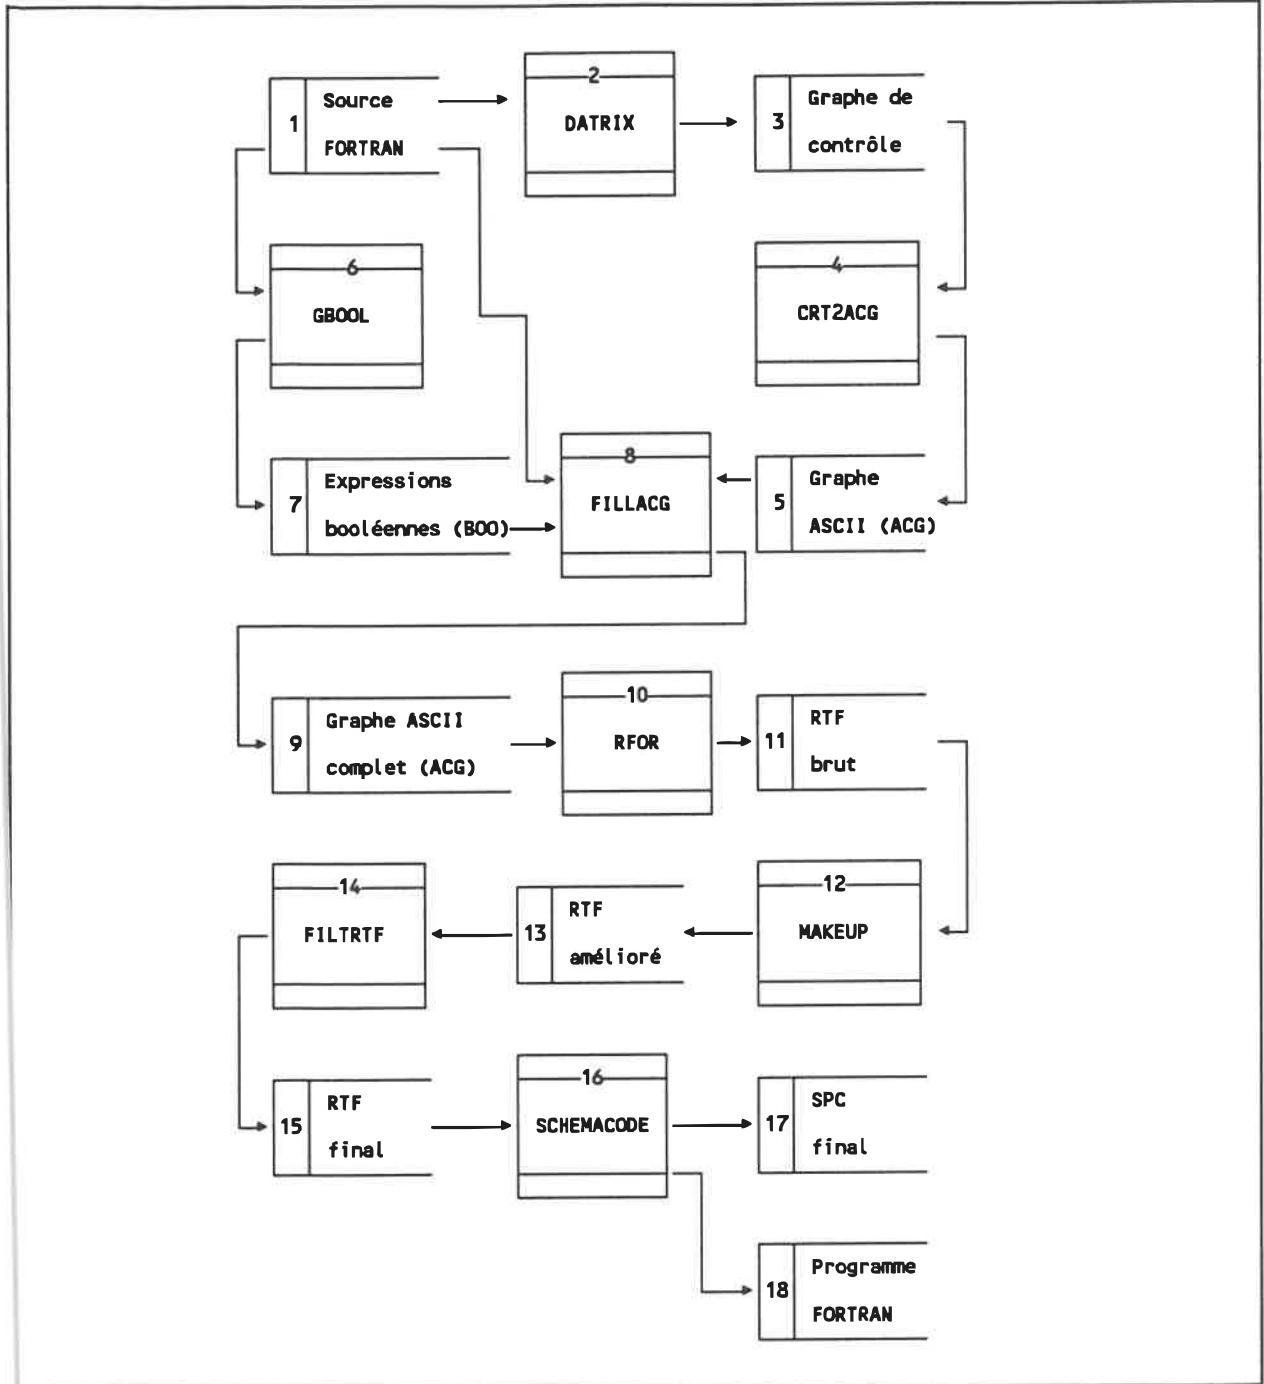 1
Source
FORTRAN
2
DATRIX
3
Graphe de
contrôle
6
GBOOL
4
CRT2ACG
7
Expressions
booléennes (BOO)
8
FILLACG
5
Graphe
ASCII (ACG)
9
Graphe ASCII
complet (ACG)
10
RFOR
11
RTF
brut
14
FILTRTF
13
RTF
amélioré
12
MAKEUP
15
RTF
final
16
SCHEMACODE
17
SPC
final
18
Programme
FORTRAN